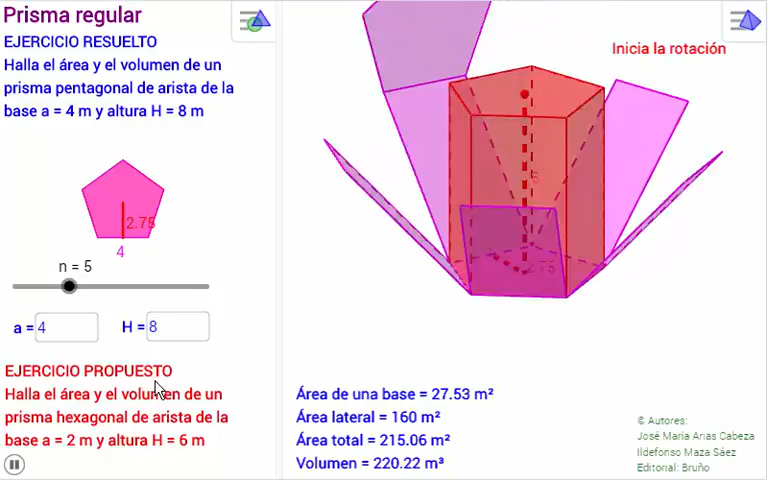 Prisma regular
EJERCICIO RESUELTO
Halla el área y el volumen de un
prisma pentagonal de arista de la
base a = 4 m y altura H = 8 m
2.75
4
n = 5
a = 4
H = 8
EJERCICIO PROPUESTO
Halla el área y el volumen de un
prisma hexagonal de arista de la
base a = 2 m y altura H = 6 m
Inicia la rotación
2.75
Área de una base = 27.53 m²
Área lateral = 160 m²
Área total = 215.06 m²
Volumen = 220.22 m³
© Autores:
José María Arias Cabeza
Ildefonso Maza Sáez
Editorial: Bruño